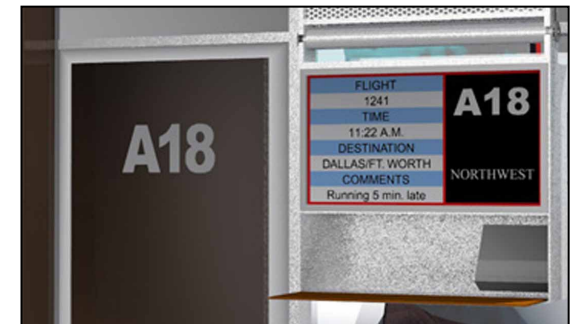 A18
FLIGHT
1241
TIME
11:22 A.M.
DESTINATION
DALLAS/FT. WORTH
COMMENTS
Running 5 min. late
A18
NORTHWEST